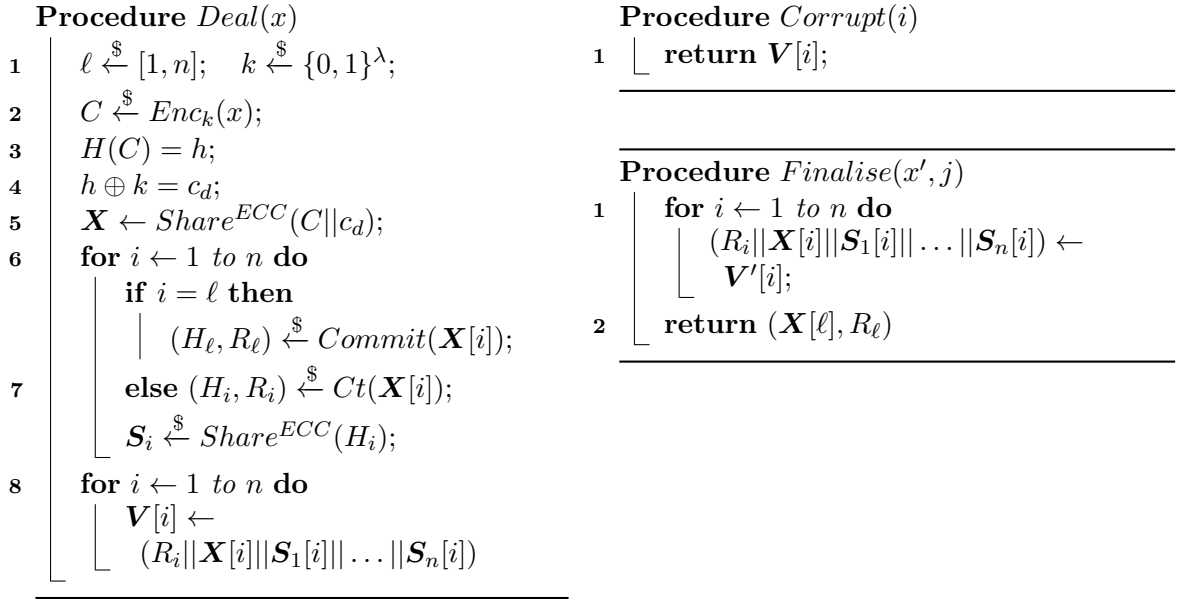 Procedure Deal(x)
1 ℓ ←$ [1, n]; k ←$ {0, 1}^λ;
2 C ←$ Enc_k(x);
3 H(C) = h;
4 h ⊕ k = c_d;
5 X ← Share^ECC(C||c_d);
6 for i ← 1 to n do
if i = ℓ then
(H_ℓ, R_ℓ) ←$ Commit(X[i]);
7 else (H_i, R_i) ←$ Ct(X[i]);
S_i ←$ Share^ECC(H_i);
8 for i ← 1 to n do
V[i] ←
(R_i||X[i]||S_1[i]|| . . . ||S_n[i])
Procedure Corrupt(i)
1 return V[i];
Procedure Finalise(x′, j)
1 for i ← 1 to n do
(R_i||X[i]||S_1[i]|| . . . ||S_n[i]) ←
V′[i];
2 return (X[ℓ], R_ℓ)